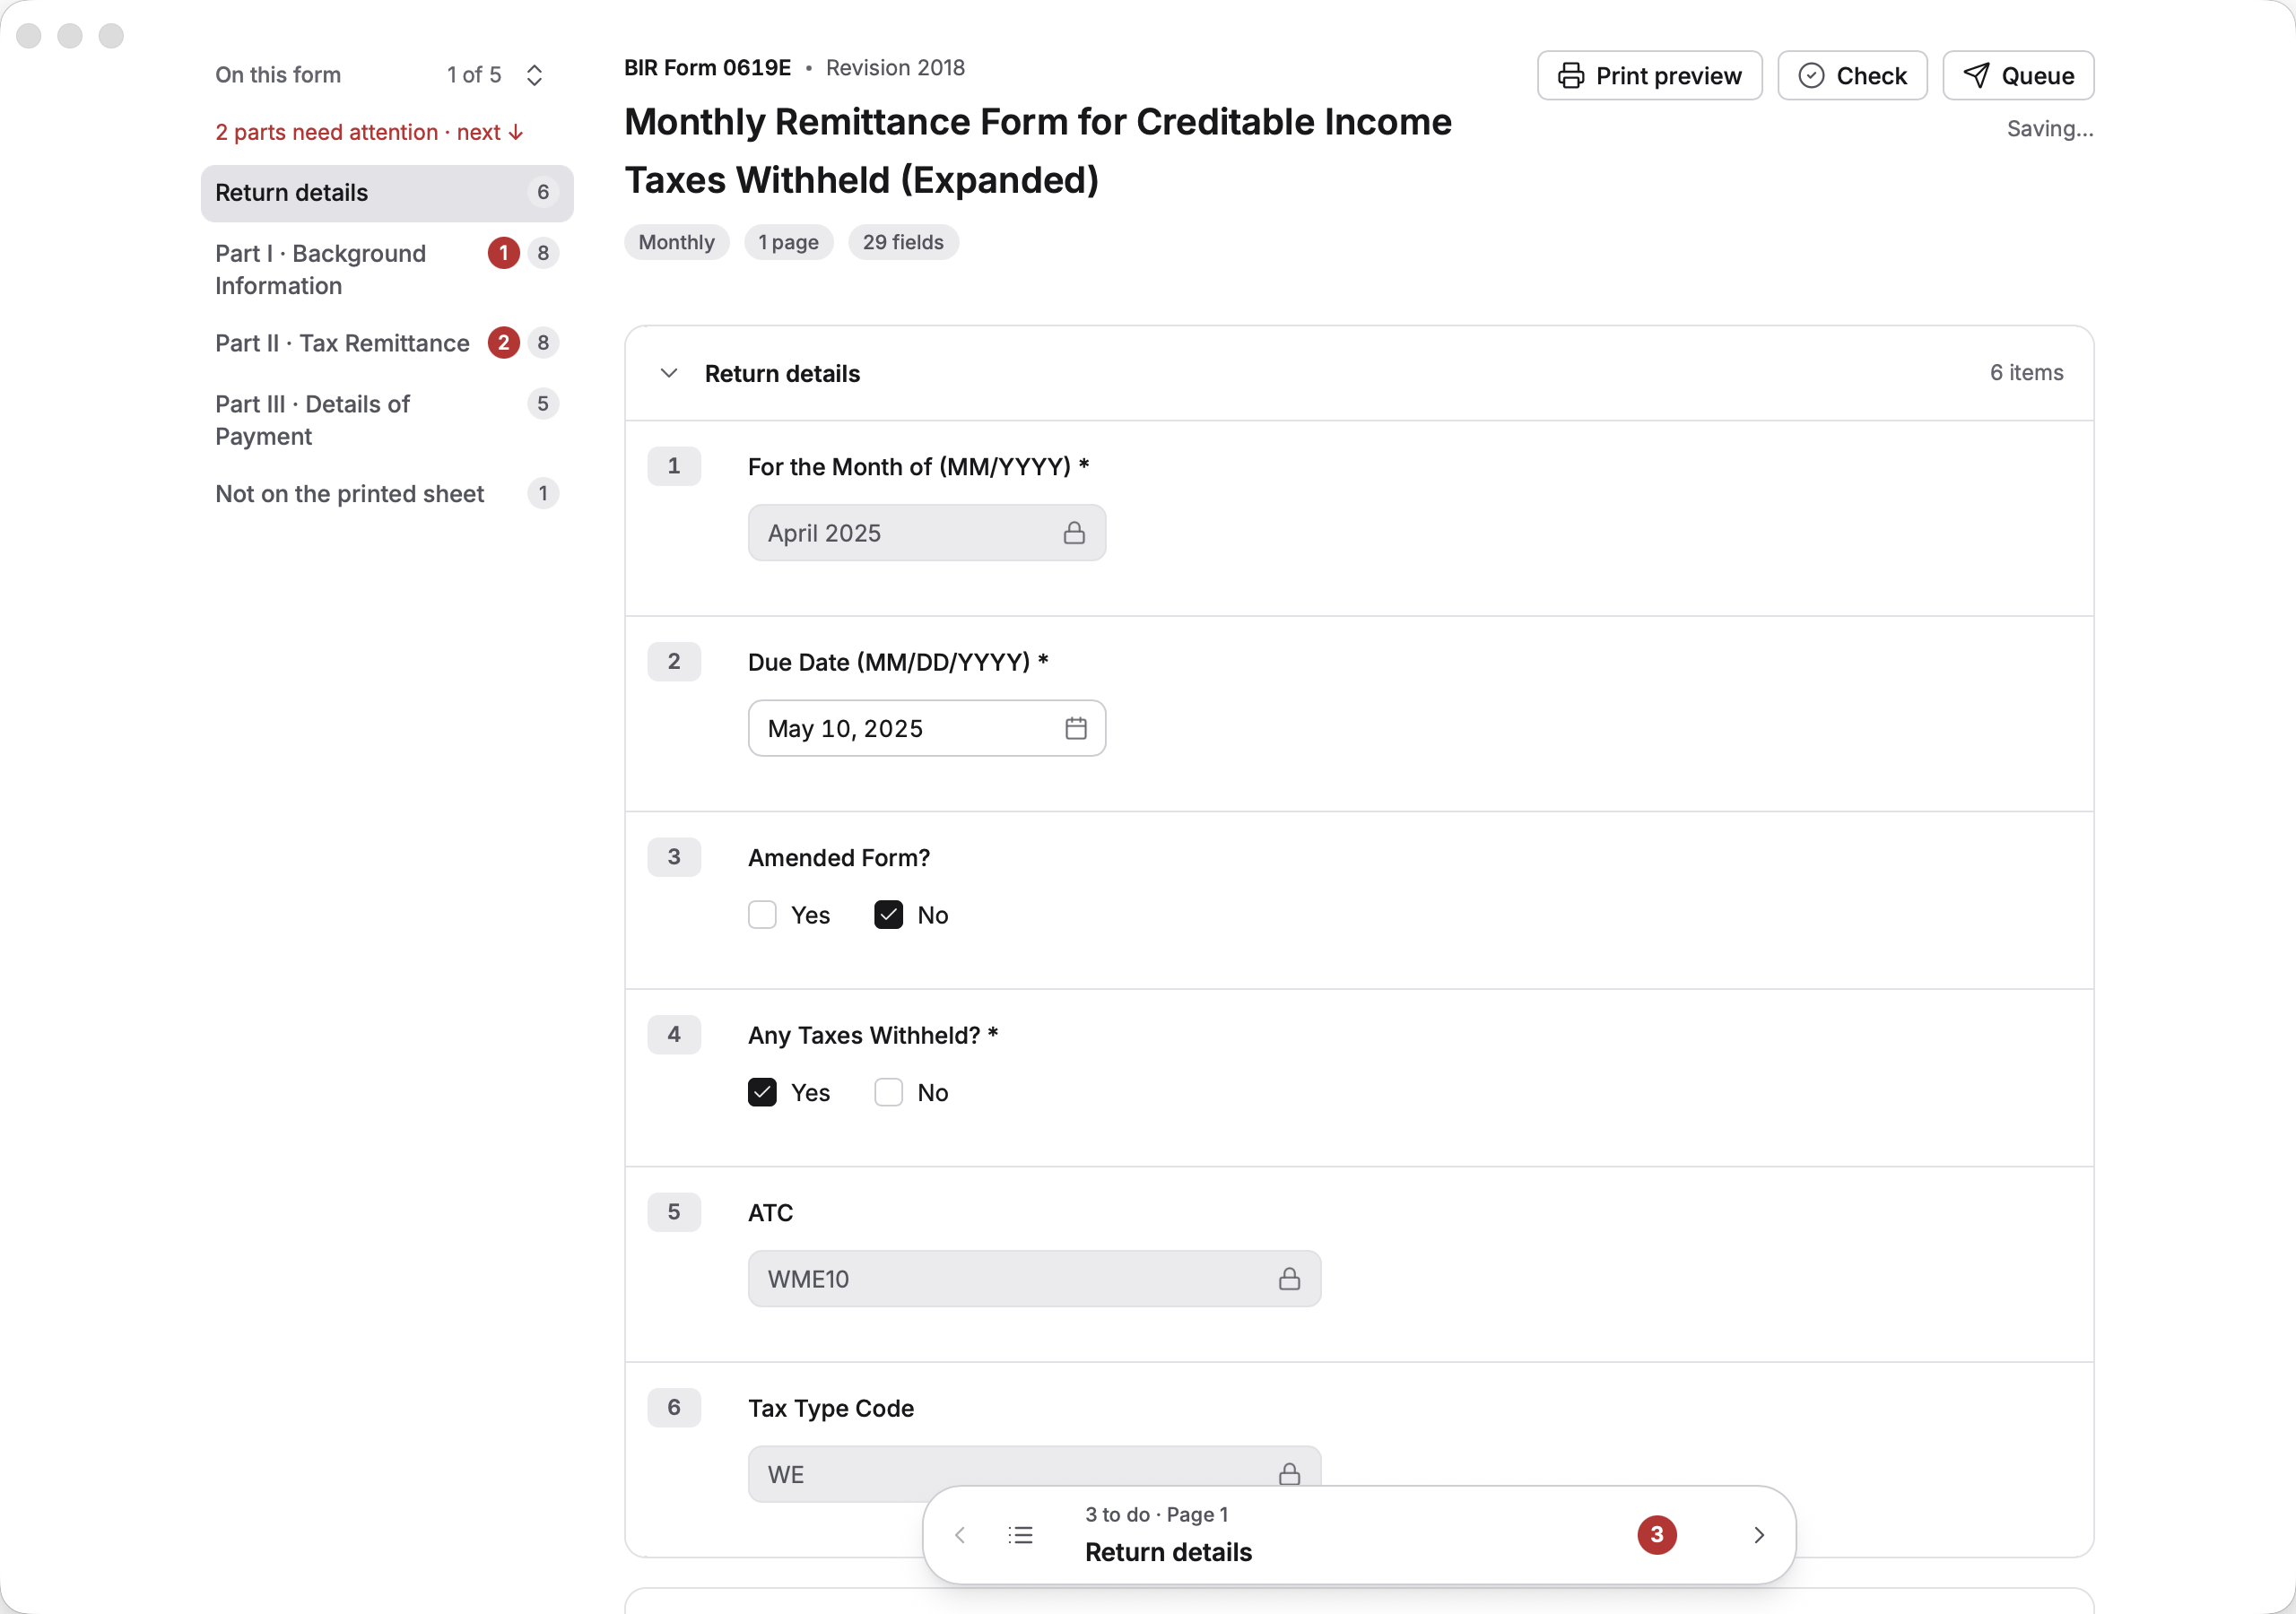 On this form
1 of 5
2 parts need attention · next ↓
Return details 6
Part I · Background Information 1 8
Part II · Tax Remittance 2 8
Part III · Details of Payment 5
Not on the printed sheet 1
BIR Form 0619E • Revision 2018
Monthly Remittance Form for Creditable Income
Taxes Withheld (Expanded)
Monthly 1 page 29 fields
Print preview Check Queue
Saving...
Return details 6 items
1 For the Month of (MM/YYYY) *
April 2025
2 Due Date (MM/DD/YYYY) *
May 10, 2025
3 Amended Form?
Yes No
4 Any Taxes Withheld? *
Yes No
5 ATC
WME10
6 Tax Type Code
WE
3 to do · Page 1
Return details
3